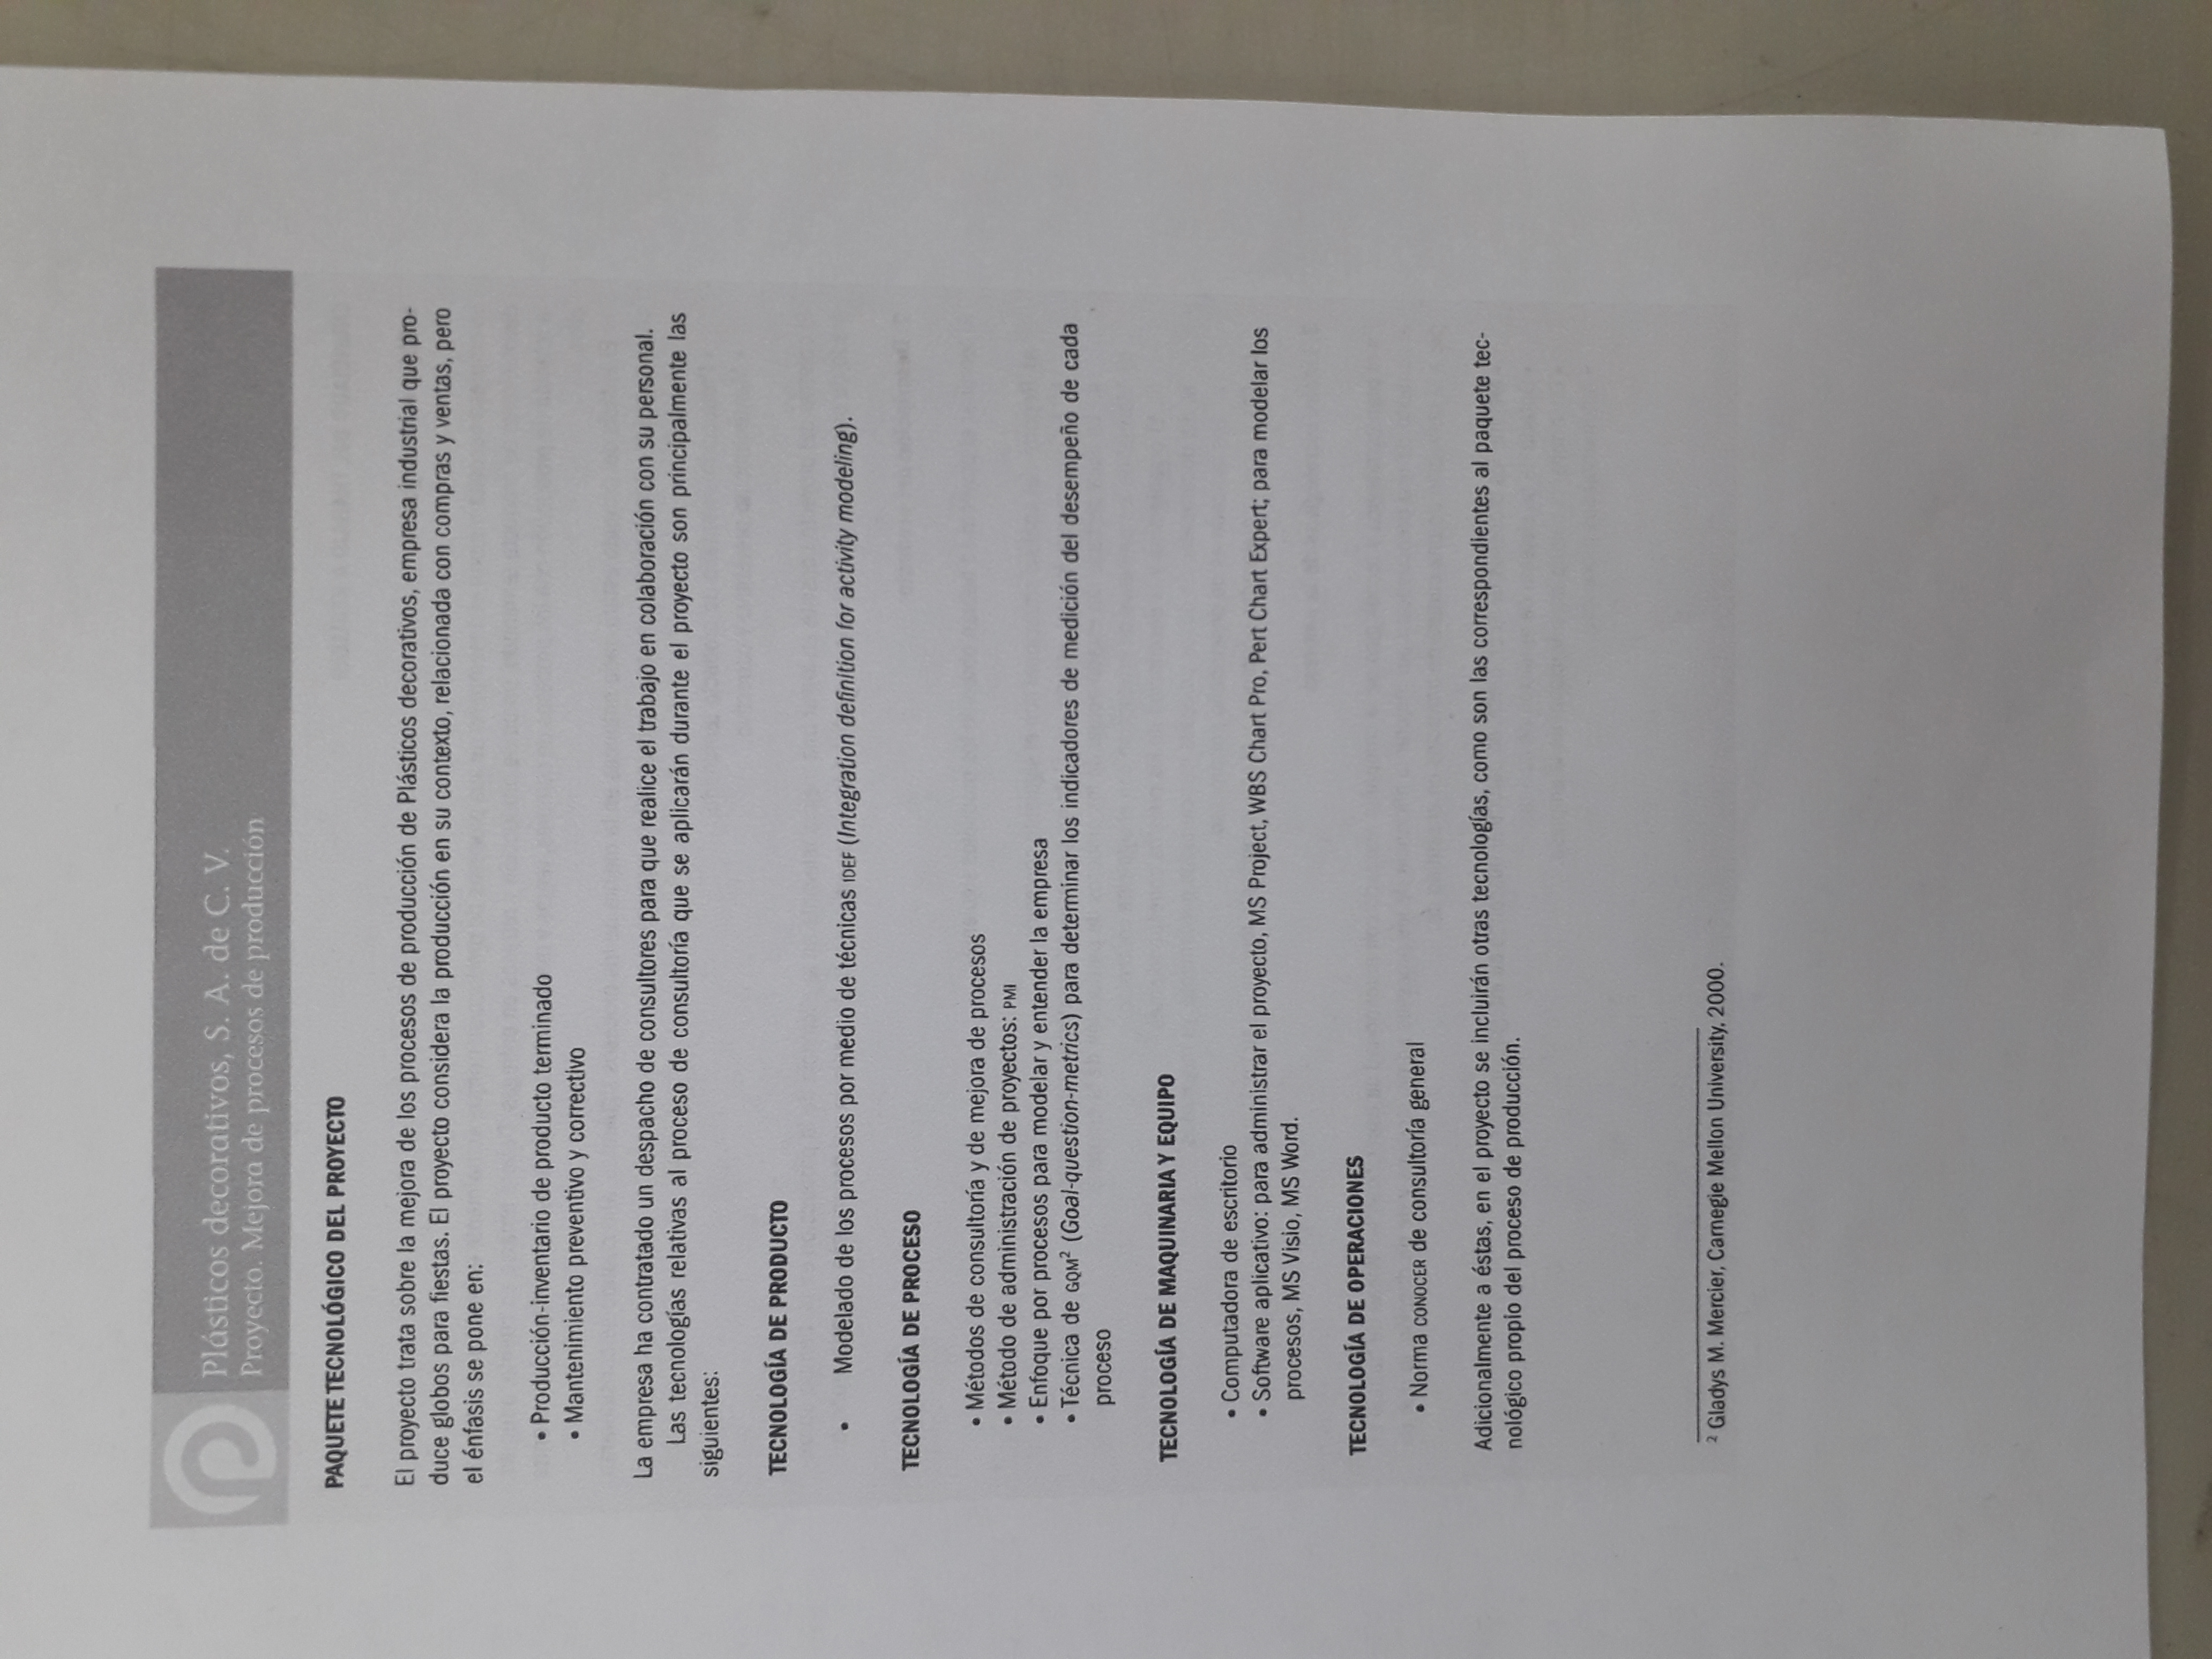 Plásticos decorativos, S. A. de C. V.
Proyecto. Mejora de procesos de producción
PAQUETE TECNOLÓGICO DEL PROYECTO
El proyecto trata sobre la mejora de los procesos de producción de Plásticos decorativos, empresa industrial que pro-
duce globos para fiestas. El proyecto considera la producción en su contexto, relacionada con compras y ventas, pero
el énfasis se pone en:
• Producción-inventario de producto terminado
• Mantenimiento preventivo y correctivo
La empresa ha contratado un despacho de consultores para que realice el trabajo en colaboración con su personal.
Las tecnologías relativas al proceso de consultoría que se aplicarán durante el proyecto son principalmente las
siguientes:
TECNOLOGÍA DE PRODUCTO
• Modelado de los procesos por medio de técnicas IDEF (Integration definition for activity modeling).
TECNOLOGÍA DE PROCESO
• Métodos de consultoría y de mejora de procesos
• Método de administración de proyectos: PMI
• Enfoque por procesos para modelar y entender la empresa
• Técnica de GQM² (Goal-question-metrics) para determinar los indicadores de medición del desempeño de cada
proceso
TECNOLOGÍA DE MAQUINARIA Y EQUIPO
• Computadora de escritorio
• Software aplicativo: para administrar el proyecto, MS Project, WBS Chart Pro, Pert Chart Expert; para modelar los
procesos, MS Visio, MS Word.
TECNOLOGÍA DE OPERACIONES
• Norma CONOCER de consultoría general
Adicionalmente a éstas, en el proyecto se incluirán otras tecnologías, como son las correspondientes al paquete tec-
nológico propio del proceso de producción.
² Gladys M. Mercier, Carnegie Mellon University, 2000.